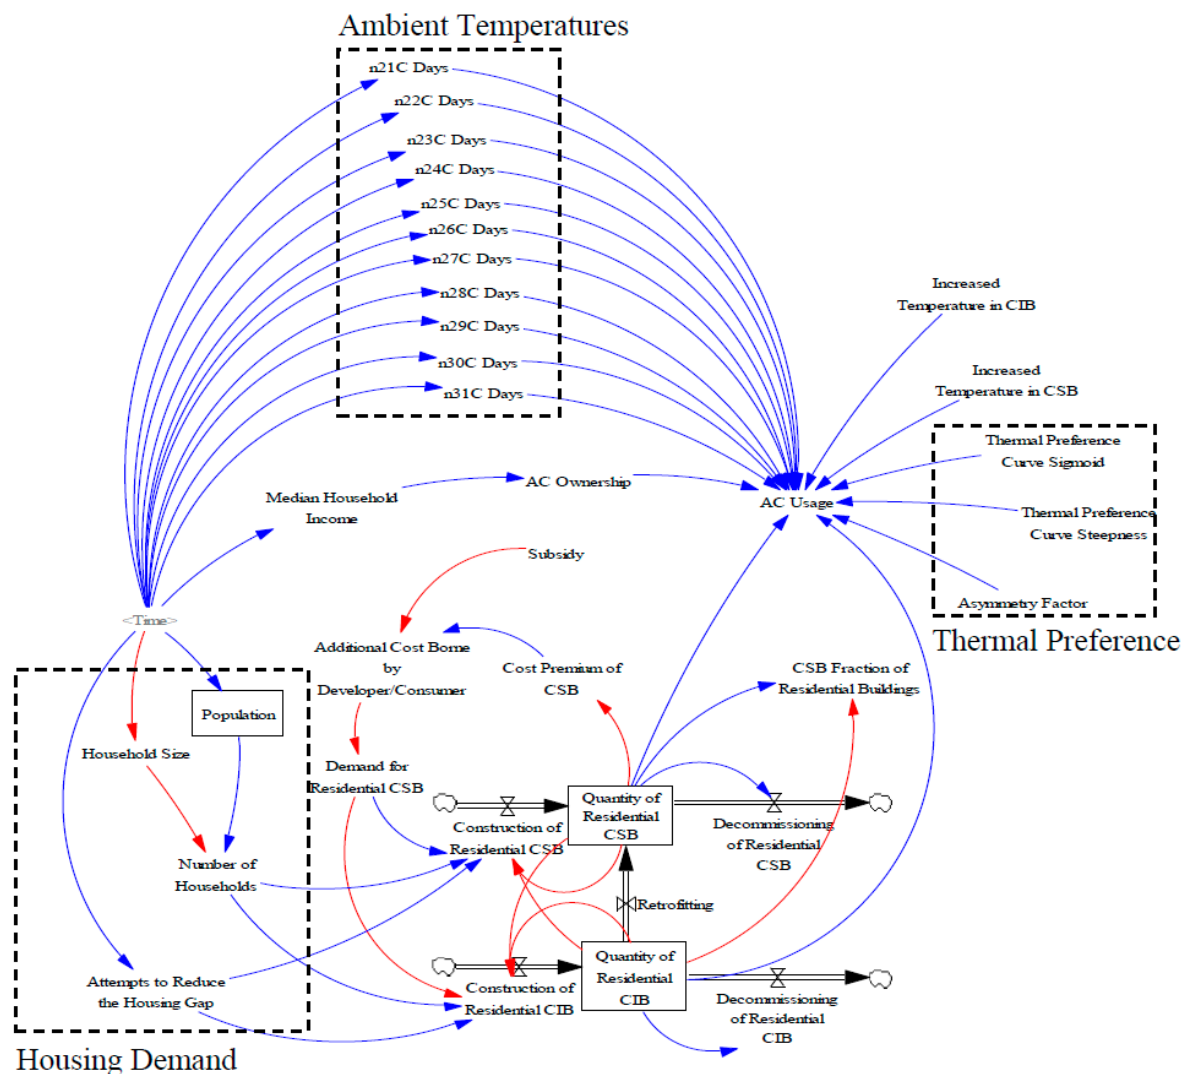 Ambient Temperatures
n21C Days
n22C Days
n23C Days
n24C Days
n25C Days
n26C Days
n27C Days
n28C Days
n29C Days
n30C Days
n31C Days
Increased
Temperature in CIB
Increased
Temperature in CSB
Thermal Preference
Curve Sigmoid
Thermal Preference
Curve Steepness
Asymmetry Factor
Thermal Preference
AC Usage
AC Ownership
Median Household
Income
Subsidy
<Time>
Additional Cost Borne
by
Developer/Consumer
Cost Premium of
CSB
CSB Fraction of
Residential Buildings
Population
Household Size
Demand for
Residential CSB
Quantity of
Residential
CSB
Construction of
Residential CSB
Decommissioning
of Residential
CSB
Number of
Households
Retrofitting
Attempts to Reduce
the Housing Gap
Quantity of
Residential
CIB
Construction of
Residential CIB
Decommissioning
of Residential
CIB
Housing Demand